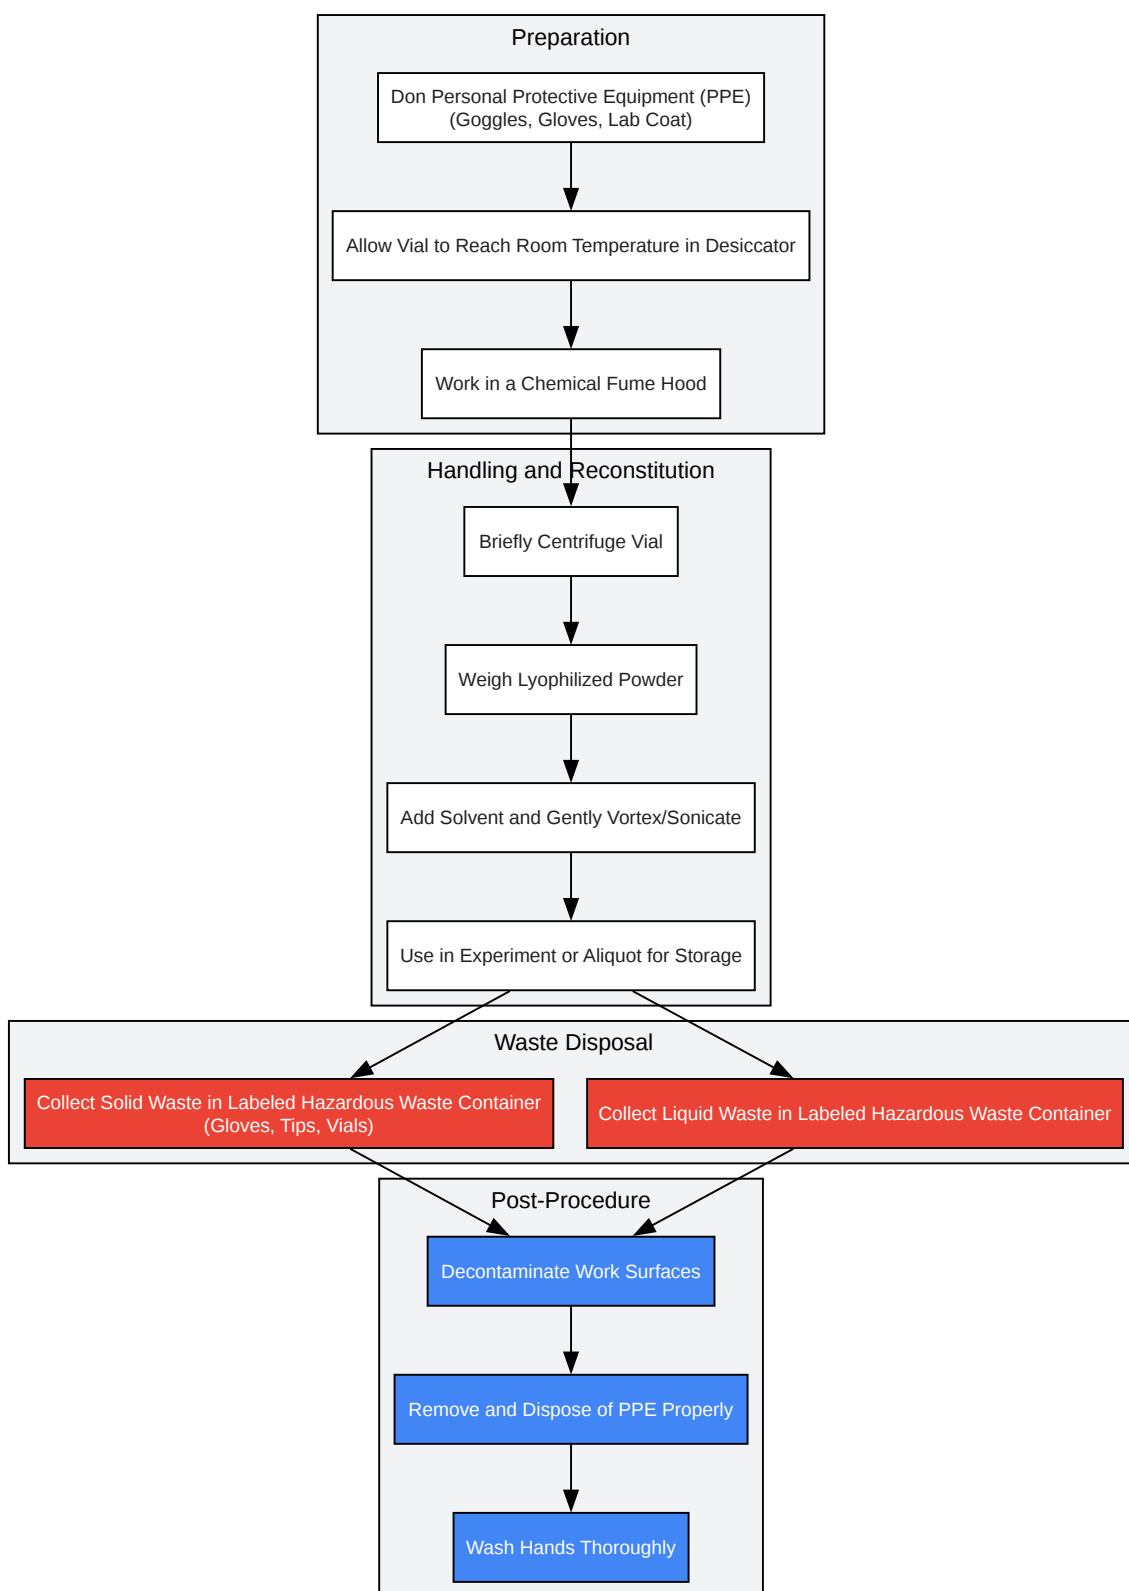 Preparation
Don Personal Protective Equipment (PPE)
(Goggles, Gloves, Lab Coat)
Allow Vial to Reach Room Temperature in Desiccator
Work in a Chemical Fume Hood
Handling and Reconstitution
Briefly Centrifuge Vial
Weigh Lyophilized Powder
Add Solvent and Gently Vortex/Sonicate
Use in Experiment or Aliquot for Storage
Waste Disposal
Collect Solid Waste in Labeled Hazardous Waste Container
(Gloves, Tips, Vials)
Collect Liquid Waste in Labeled Hazardous Waste Container
Post-Procedure
Decontaminate Work Surfaces
Remove and Dispose of PPE Properly
Wash Hands Thoroughly